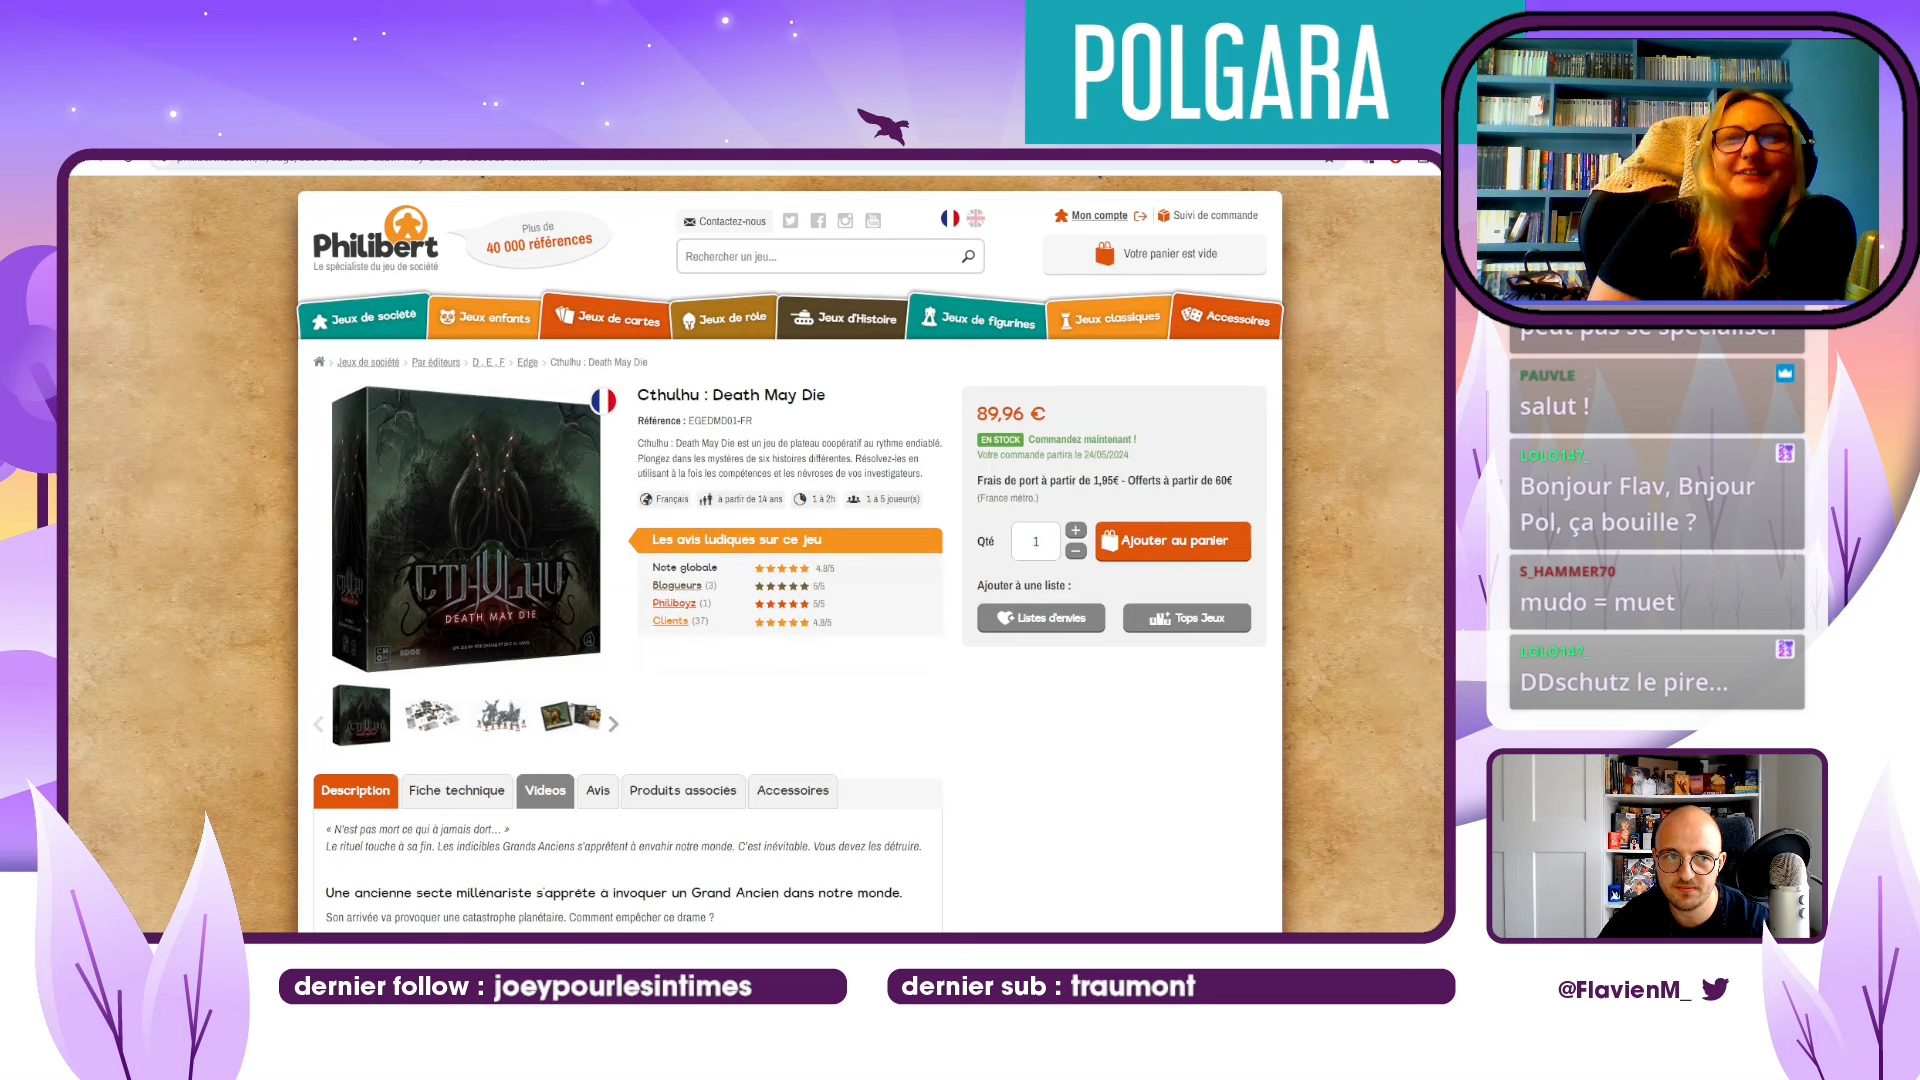 POLGARA
Philibert
Le spécialiste du jeu de société
Plus de
40 000 références
Contactez-nous
Rechercher un jeu...
Mon compte
Suivi de commande
Votre panier est vide
Jeux de société
Jeux enfants
Jeux de cartes
Jeux de rôle
Jeux d'Histoire
Jeux de figurines
Jeux classiques
Accessoires
> Jeux de société > Par éditeurs > D , E , F > Edge > Cthulhu : Death May Die
CTHULHU
DEATH MAY DIE
EDGE
Cthulhu : Death May Die
Référence : EGEDMD01-FR
Cthulhu : Death May Die est un jeu de plateau coopératif au rythme endiablé.
Plongez dans les mystères de six histoires différentes. Résolvez-les en
utilisant à la fois les compétences et les névroses de vos investigateurs.
Français
à partir de 14 ans
1 à 2h
1 à 5 joueur(s)
Les avis ludiques sur ce jeu
Note globale 4.8/5
Blogueurs (3) 5/5
Philiboyz (1) 5/5
Clients (37) 4.8/5
89,96 €
EN STOCK Commandez maintenant !
Votre commande partira le 24/05/2024
Frais de port à partir de 1,95€ - Offerts à partir de 60€
(France métro.)
Qté 1 + −
Ajouter au panier
Ajouter à une liste :
Listes d'envies
Tops Jeux
Description
Fiche technique
Videos
Avis
Produits associés
Accessoires
« N'est pas mort ce qui à jamais dort… »
Le rituel touche à sa fin. Les indicibles Grands Anciens s'apprêtent à envahir notre monde. C'est inévitable. Vous devez les détruire.
Une ancienne secte millénariste s'apprête à invoquer un Grand Ancien dans notre monde.
Son arrivée va provoquer une catastrophe planétaire. Comment empêcher ce drame ?
peut pas se spécialiser
PAUVLE
salut !
LOLO147_
Bonjour Flav, Bnjour
Pol, ça bouille ?
S_HAMMER70
mudo = muet
LOLO147_
DDschutz le pire...
dernier follow : joeypourlesintimes
dernier sub : traumont
@FlavienM_